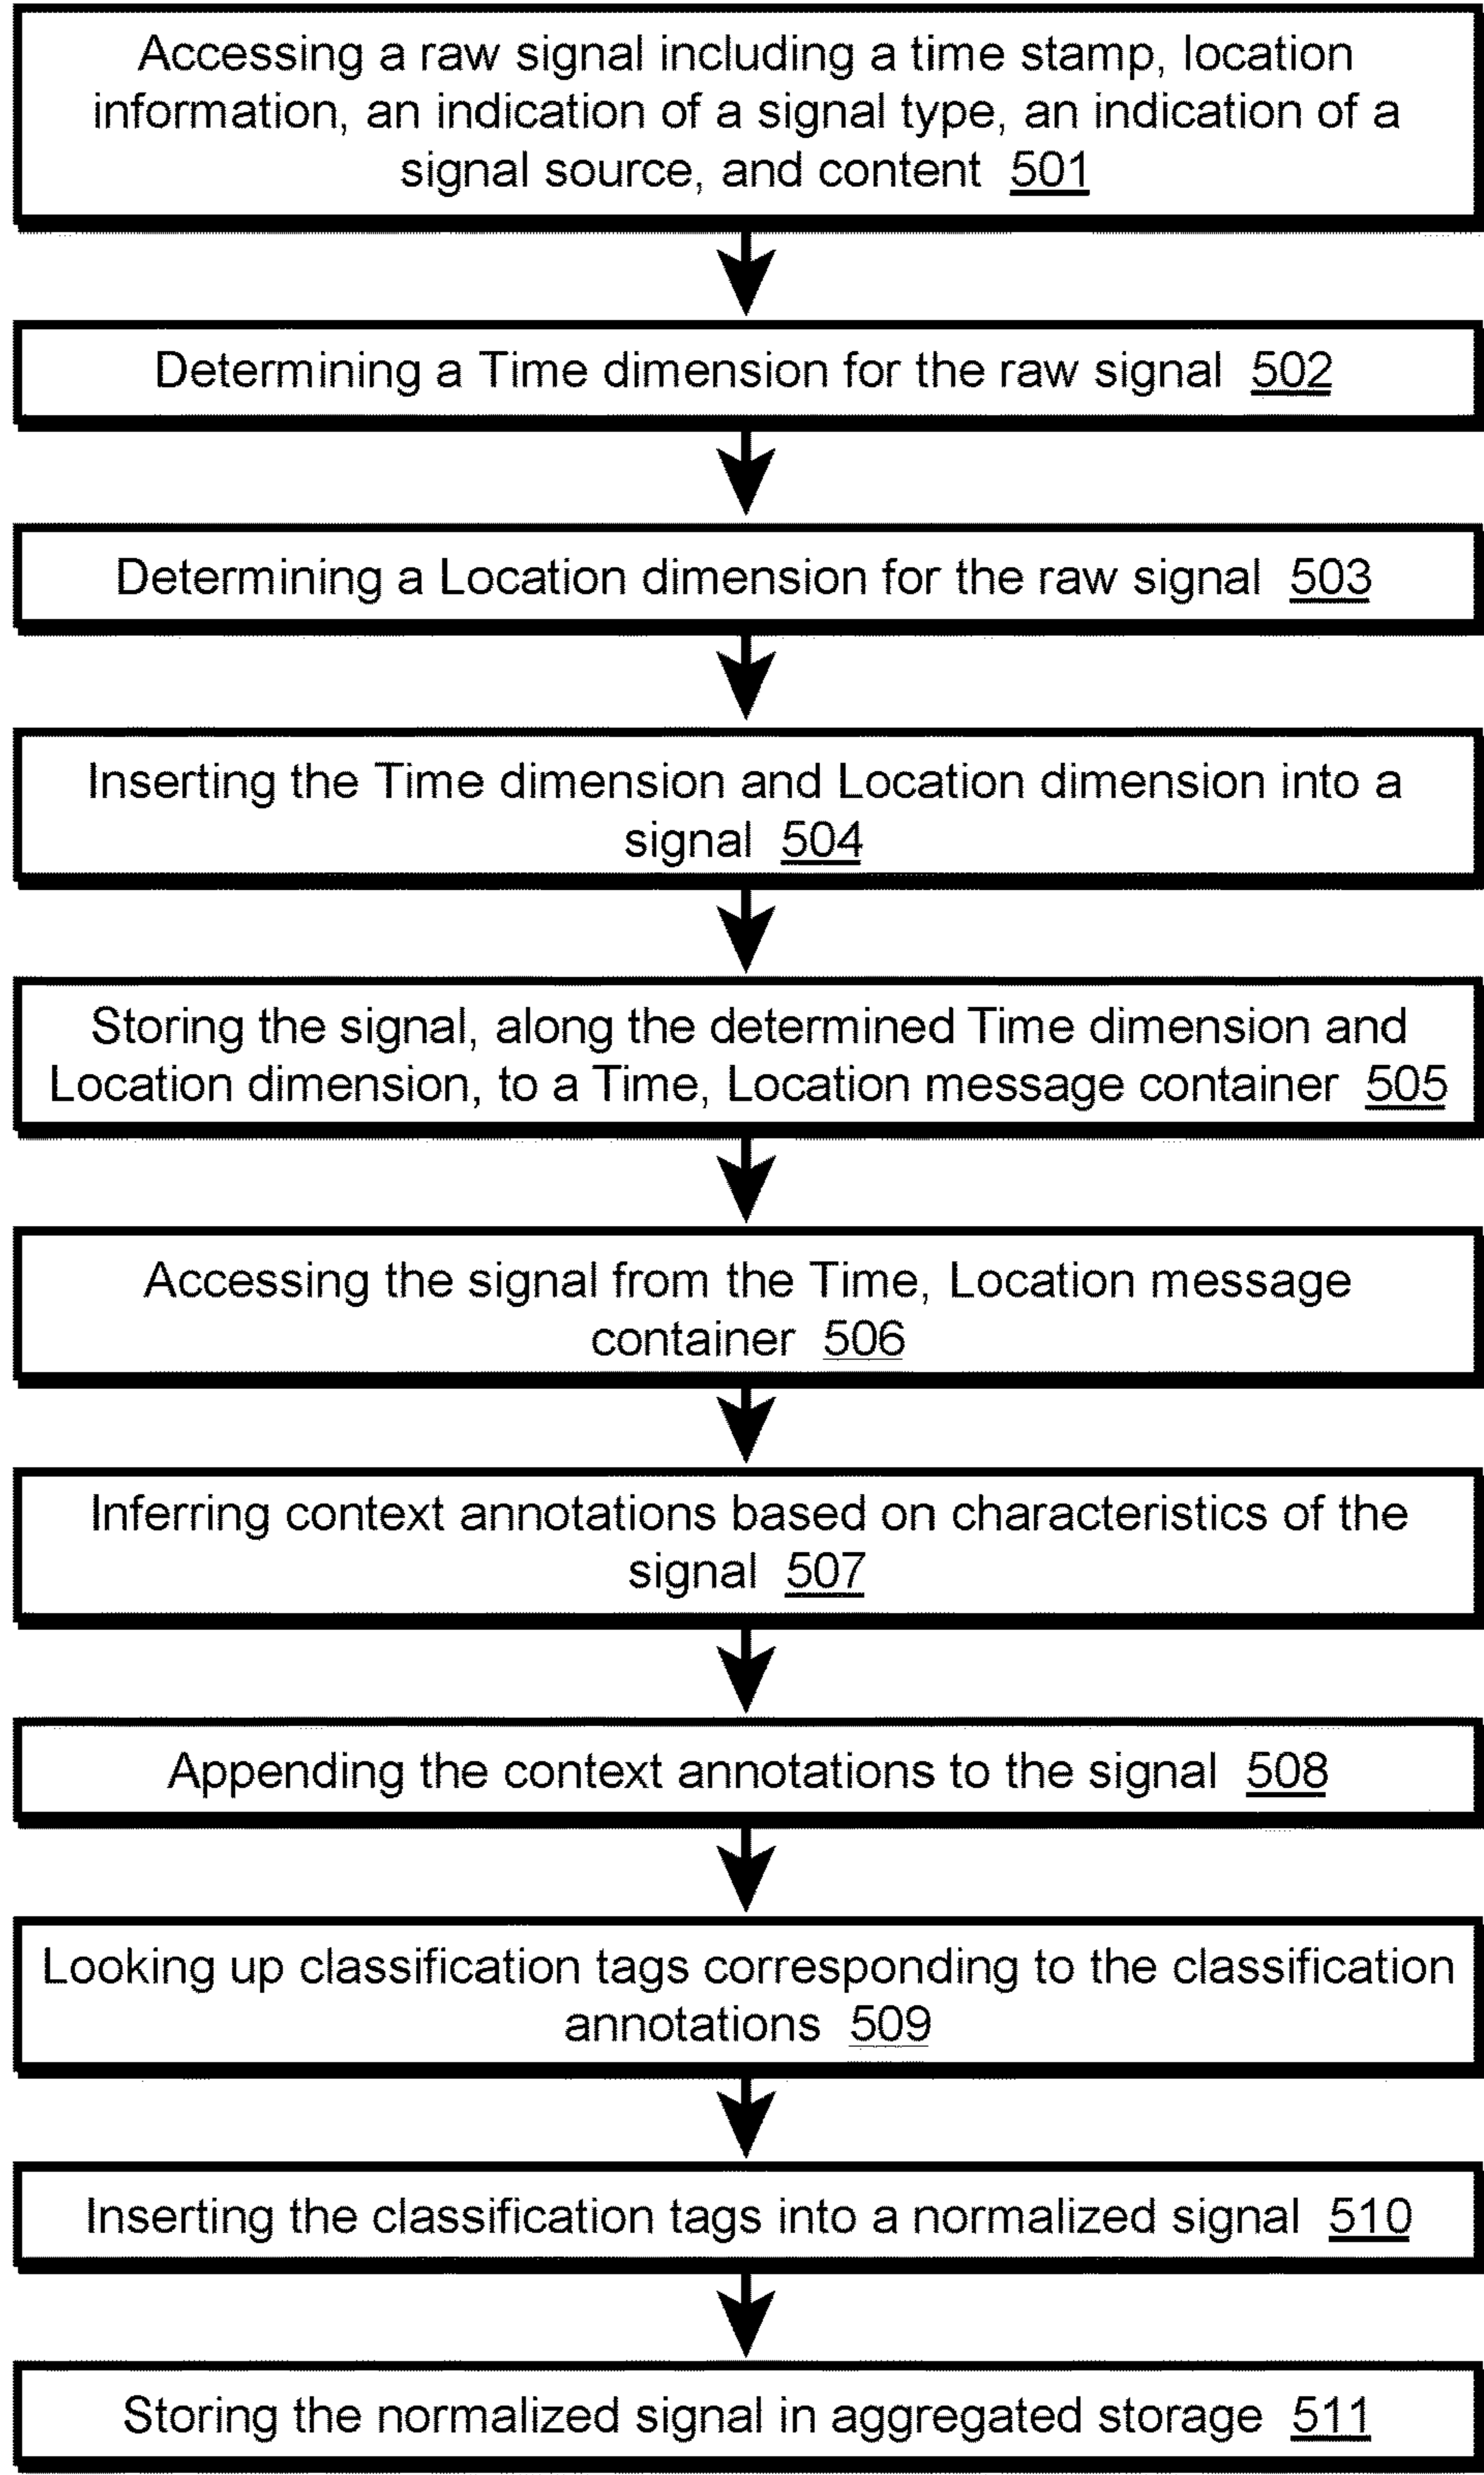 Accessing a raw signal including a time stamp, location
information, an indication of a signal type, an indication of a
signal source, and content 501
Determining a Time dimension for the raw signal 502
Determining a Location dimension for the raw signal 503
Inserting the Time dimension and Location dimension into a
signal 504
Storing the signal, along the determined Time dimension and
Location dimension, to a Time, Location message container 505
Accessing the signal from the Time, Location message
container 506
Inferring context annotations based on characteristics of the
signal 507
Appending the context annotations to the signal 508
Looking up classification tags corresponding to the classification
annotations 509
Inserting the classification tags into a normalized signal 510
Storing the normalized signal in aggregated storage 511